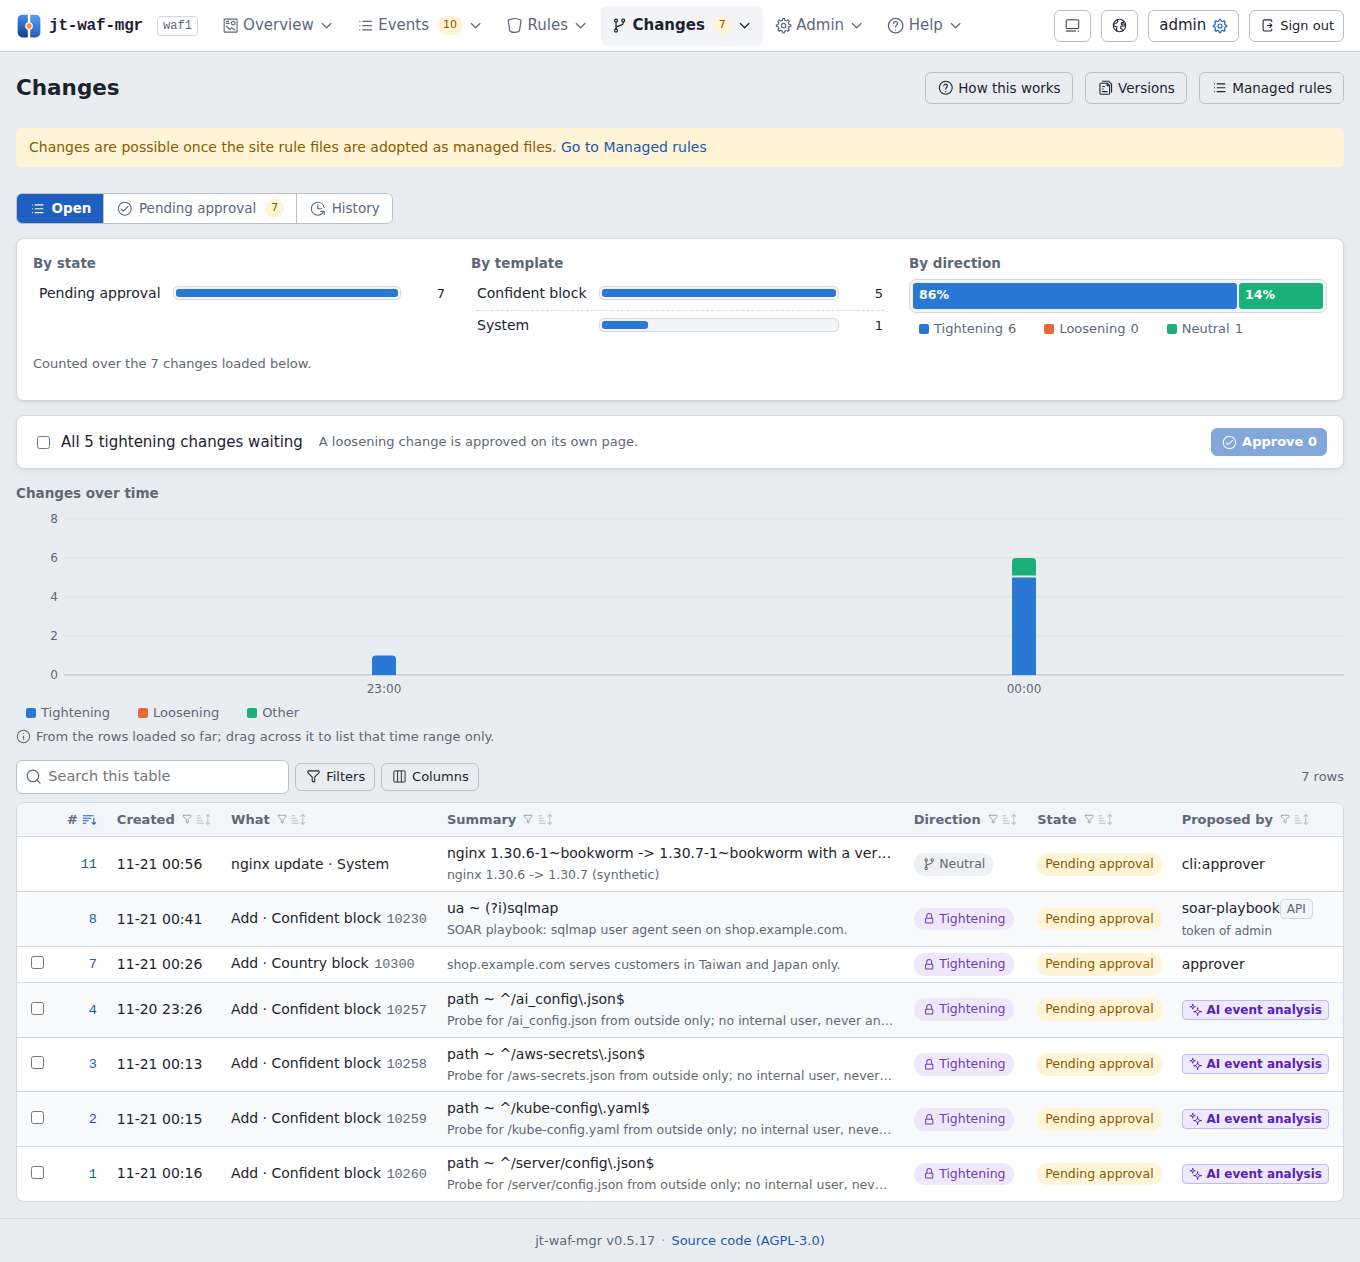 jt-waf-mgr waf1 Overview Events 10 Rules Changes 7 Admin Help admin Sign out
Changes How this works Versions Managed rules
Changes are possible once the site rule files are adopted as managed files. Go to Managed rules
Open Pending approval 7 History
By state By template By direction
Pending approval 7 Confident block 5 86% 14%
System 1 Tightening 6 Loosening 0 Neutral 1
Counted over the 7 changes loaded below.
All 5 tightening changes waiting A loosening change is approved on its own page. Approve 0
Changes over time
8
6
4
2
0
23:00 00:00
Tightening Loosening Other
From the rows loaded so far; drag across it to list that time range only.
Search this table Filters Columns 7 rows
# Created What Summary Direction State Proposed by
11 11-21 00:56 nginx update · System nginx 1.30.6-1~bookworm -> 1.30.7-1~bookworm with a ver… Neutral Pending approval cli:approver
nginx 1.30.6 -> 1.30.7 (synthetic)
8 11-21 00:41 Add · Confident block 10230 ua ~ (?i)sqlmap Tightening Pending approval soar-playbook API
SOAR playbook: sqlmap user agent seen on shop.example.com. token of admin
7 11-21 00:26 Add · Country block 10300 shop.example.com serves customers in Taiwan and Japan only. Tightening Pending approval approver
4 11-20 23:26 Add · Confident block 10257 path ~ ^/ai_config\.json$ Tightening Pending approval AI event analysis
Probe for /ai_config.json from outside only; no internal user, never an…
3 11-21 00:13 Add · Confident block 10258 path ~ ^/aws-secrets\.json$ Tightening Pending approval AI event analysis
Probe for /aws-secrets.json from outside only; no internal user, never…
2 11-21 00:15 Add · Confident block 10259 path ~ ^/kube-config\.yaml$ Tightening Pending approval AI event analysis
Probe for /kube-config.yaml from outside only; no internal user, neve…
1 11-21 00:16 Add · Confident block 10260 path ~ ^/server/config\.json$ Tightening Pending approval AI event analysis
Probe for /server/config.json from outside only; no internal user, nev…
jt-waf-mgr v0.5.17 · Source code (AGPL-3.0)